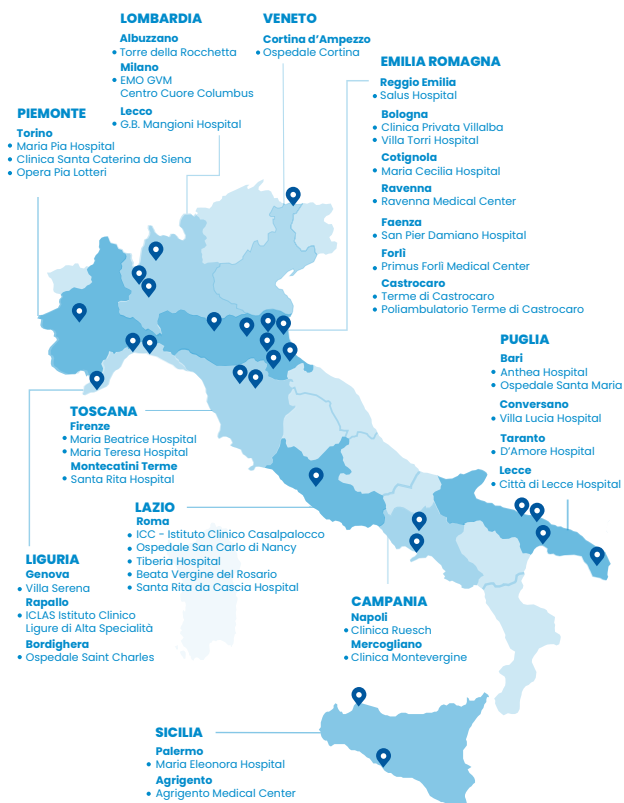 LOMBARDIA
Albuzzano
• Torre della Rocchetta
Milano
• EMO GVM
Centro Cuore Columbus
Lecco
• G.B. Mangioni Hospital
VENETO
Cortina d'Ampezzo
• Ospedale Cortina
EMILIA ROMAGNA
Reggio Emilia
• Salus Hospital
Bologna
• Clinica Privata Villalba
• Villa Torri Hospital
Cotignola
• Maria Cecilia Hospital
Ravenna
• Ravenna Medical Center
Faenza
• San Pier Damiano Hospital
Forlì
• Primus Forlì Medical Center
Castrocaro
• Terme di Castrocaro
• Poliambulatorio Terme di Castrocaro
PIEMONTE
Torino
• Maria Pia Hospital
• Clinica Santa Caterina da Siena
• Opera Pia Lotteri
PUGLIA
Bari
• Anthea Hospital
• Ospedale Santa Maria
Conversano
• Villa Lucia Hospital
Taranto
• D'Amore Hospital
Lecce
• Città di Lecce Hospital
TOSCANA
Firenze
• Maria Beatrice Hospital
• Maria Teresa Hospital
Montecatini Terme
• Santa Rita Hospital
LAZIO
Roma
• ICC - Istituto Clinico Casalpalocco
• Ospedale San Carlo di Nancy
• Tiberia Hospital
• Beata Vergine del Rosario
• Santa Rita da Cascia Hospital
LIGURIA
Genova
• Villa Serena
Rapallo
• ICLAS Istituto Clinico
Ligure di Alta Specialità
Bordighera
• Ospedale Saint Charles
CAMPANIA
Napoli
• Clinica Ruesch
Mercogliano
• Clinica Montevergine
SICILIA
Palermo
• Maria Eleonora Hospital
Agrigento
• Agrigento Medical Center